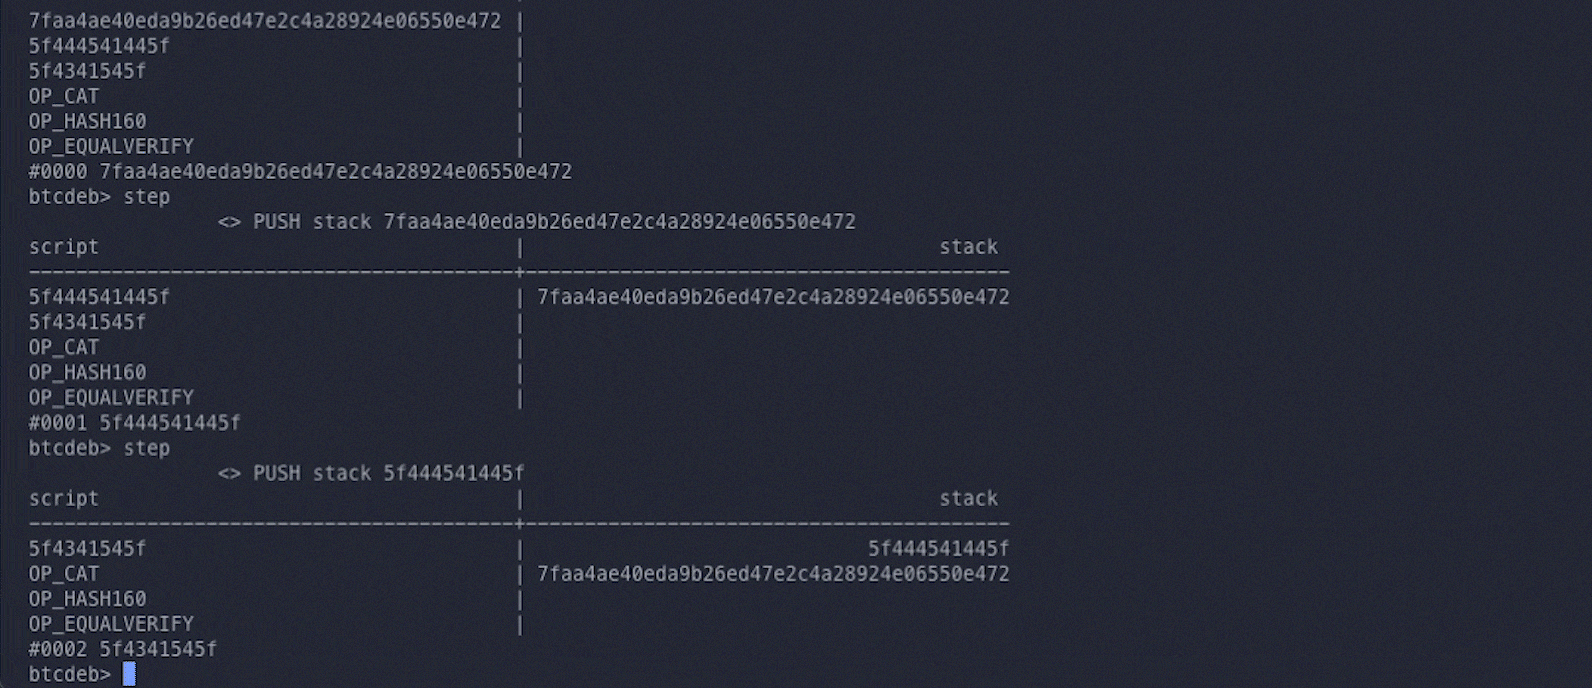 7faa4ae40eda9b26ed47e2c4a28924e06550e472 |
5f444541445f |
5f4341545f |
OP_CAT |
OP_HASH160 |
OP_EQUALVERIFY |
#0000 7faa4ae40eda9b26ed47e2c4a28924e06550e472
btcdeb> step
<> PUSH stack 7faa4ae40eda9b26ed47e2c4a28924e06550e472
script | stack
-----------------------------------------+-----------------------------------------
5f444541445f | 7faa4ae40eda9b26ed47e2c4a28924e06550e472
5f4341545f |
OP_CAT |
OP_HASH160 |
OP_EQUALVERIFY |
#0001 5f444541445f
btcdeb> step
<> PUSH stack 5f444541445f
script | stack
-----------------------------------------+-----------------------------------------
5f4341545f | 5f444541445f
OP_CAT | 7faa4ae40eda9b26ed47e2c4a28924e06550e472
OP_HASH160 |
OP_EQUALVERIFY |
#0002 5f4341545f
btcdeb>